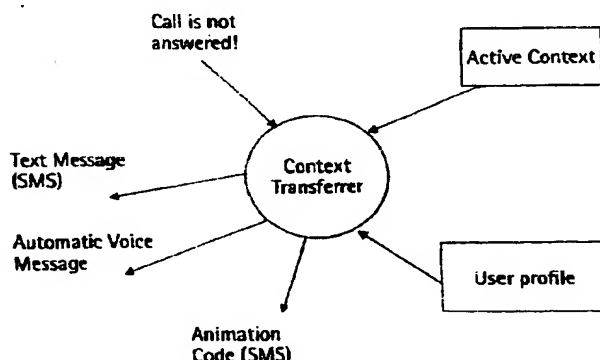 Call is not
answered!
Active Context
Text Message
(SMS)
Context
Transferrer
Automatic Voice
Message
User profile
Animation
Code (SMS)